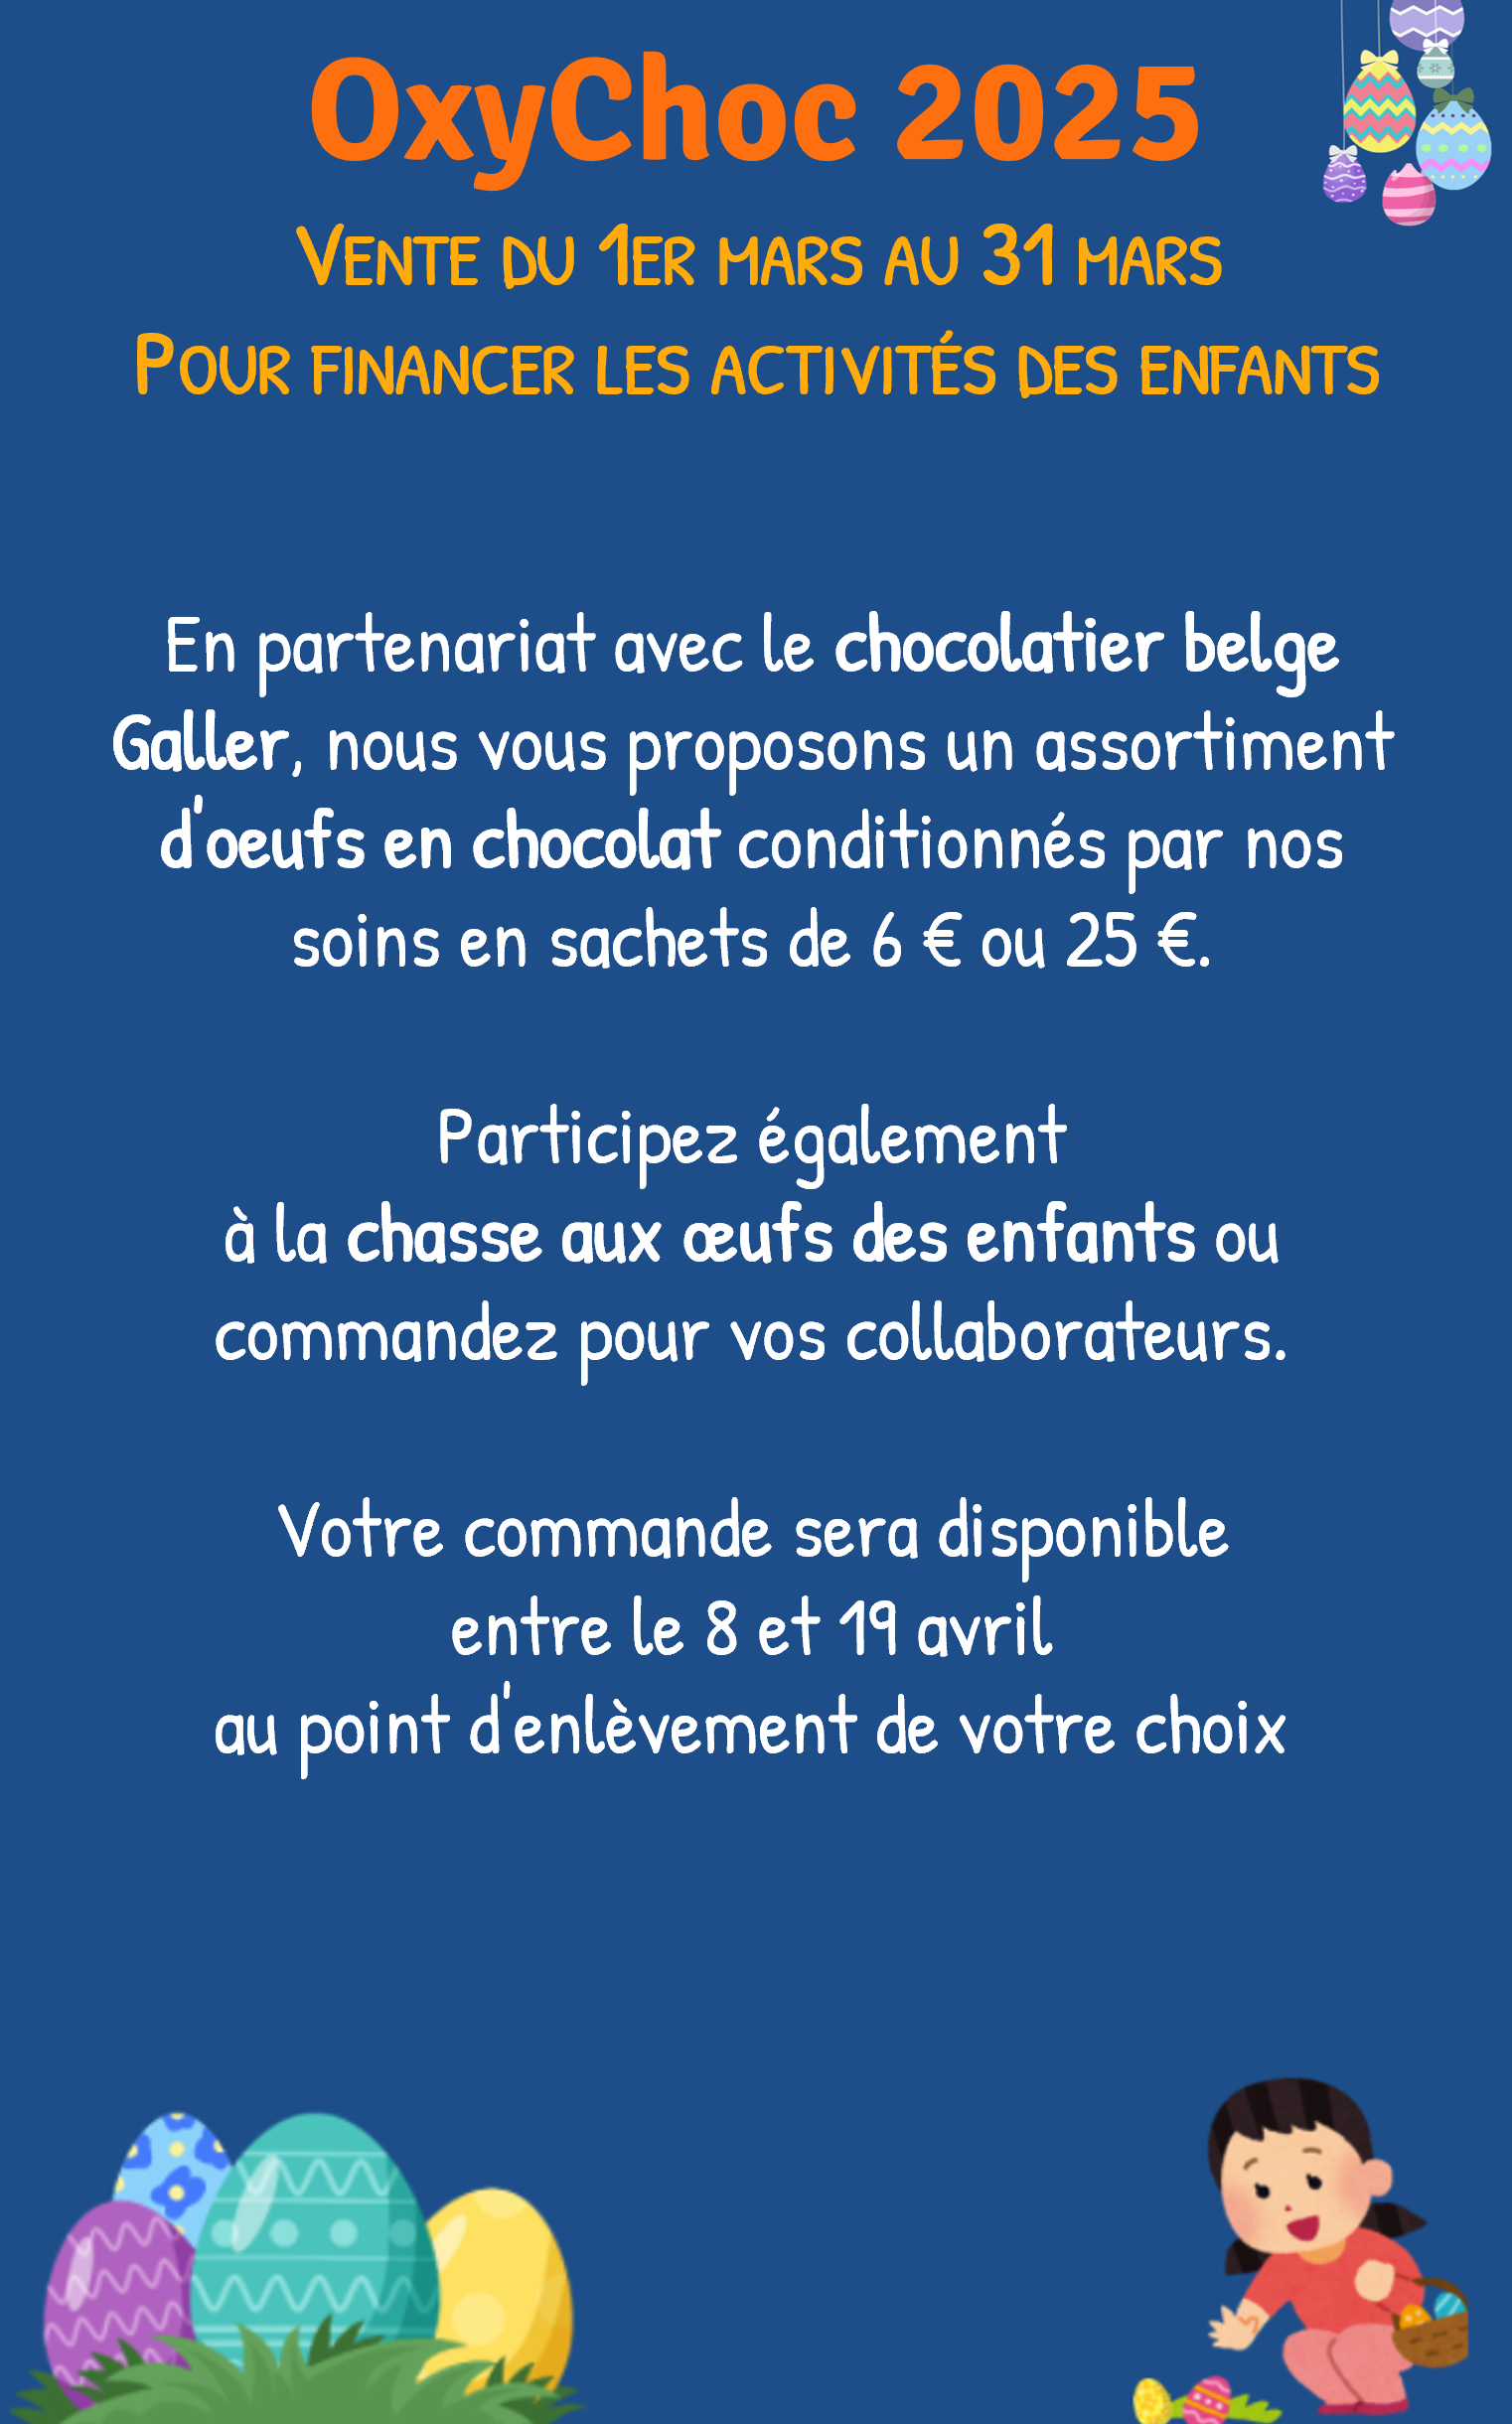 OxyChoc 2025
Vente du 1er mars au 31 mars
Pour financer les activités des enfants
En partenariat avec le chocolatier belge
Galler, nous vous proposons un assortiment
d'oeufs en chocolat conditionnés par nos
soins en sachets de 6 € ou 25 €.
Participez également
à la chasse aux œufs des enfants ou
commandez pour vos collaborateurs.
Votre commande sera disponible
entre le 8 et 19 avril
au point d'enlèvement de votre choix